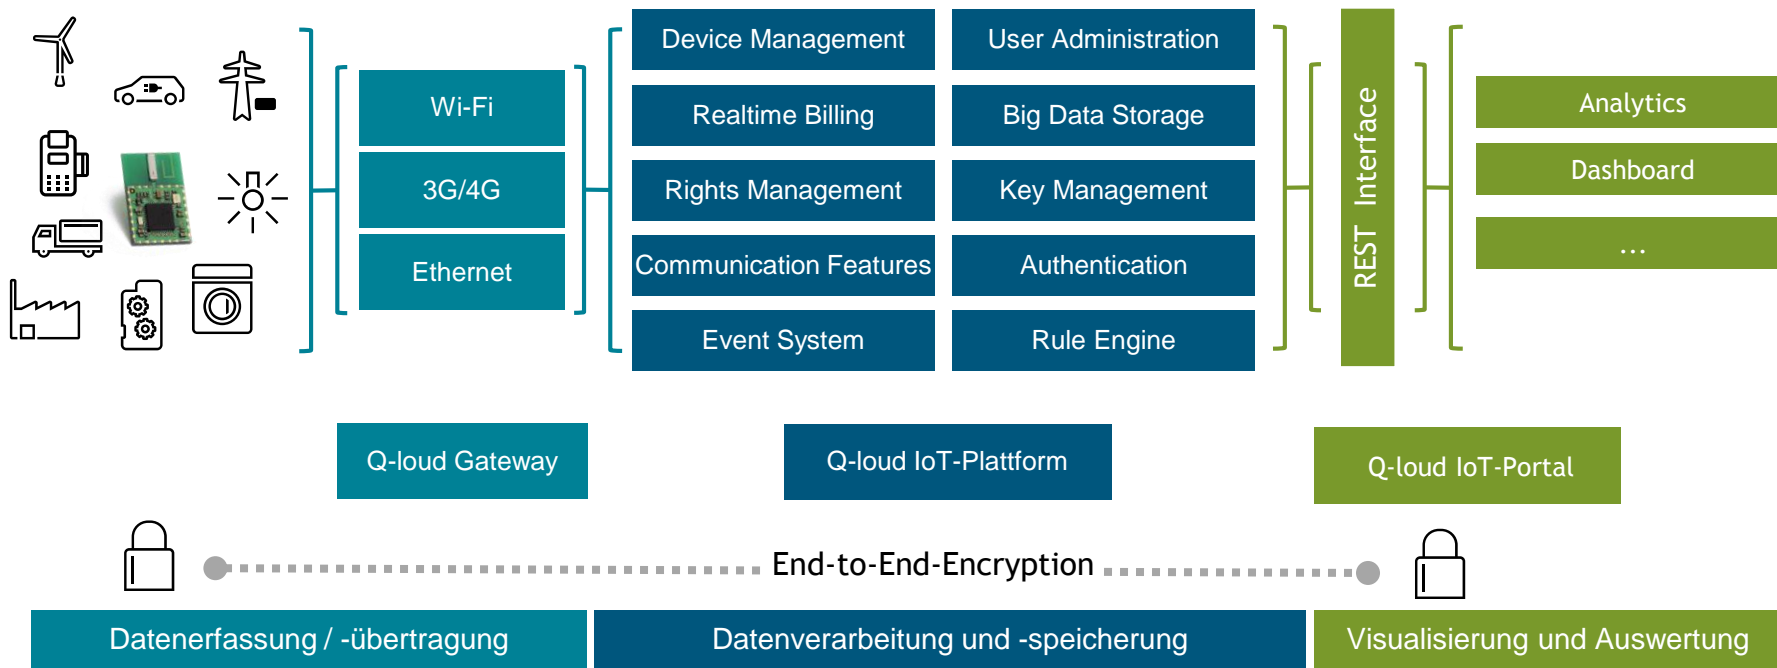 Wi-Fi
3G/4G
Ethernet
Device Management
User Administration
Realtime Billing
Big Data Storage
Rights Management
Key Management
Communication Features
Authentication
Event System
Rule Engine
REST Interface
Analytics
Dashboard
...
Q-loud Gateway
Q-loud IoT-Plattform
Q-loud IoT-Portal
End-to-End-Encryption
Datenerfassung / -übertragung
Datenverarbeitung und -speicherung
Visualisierung und Auswertung